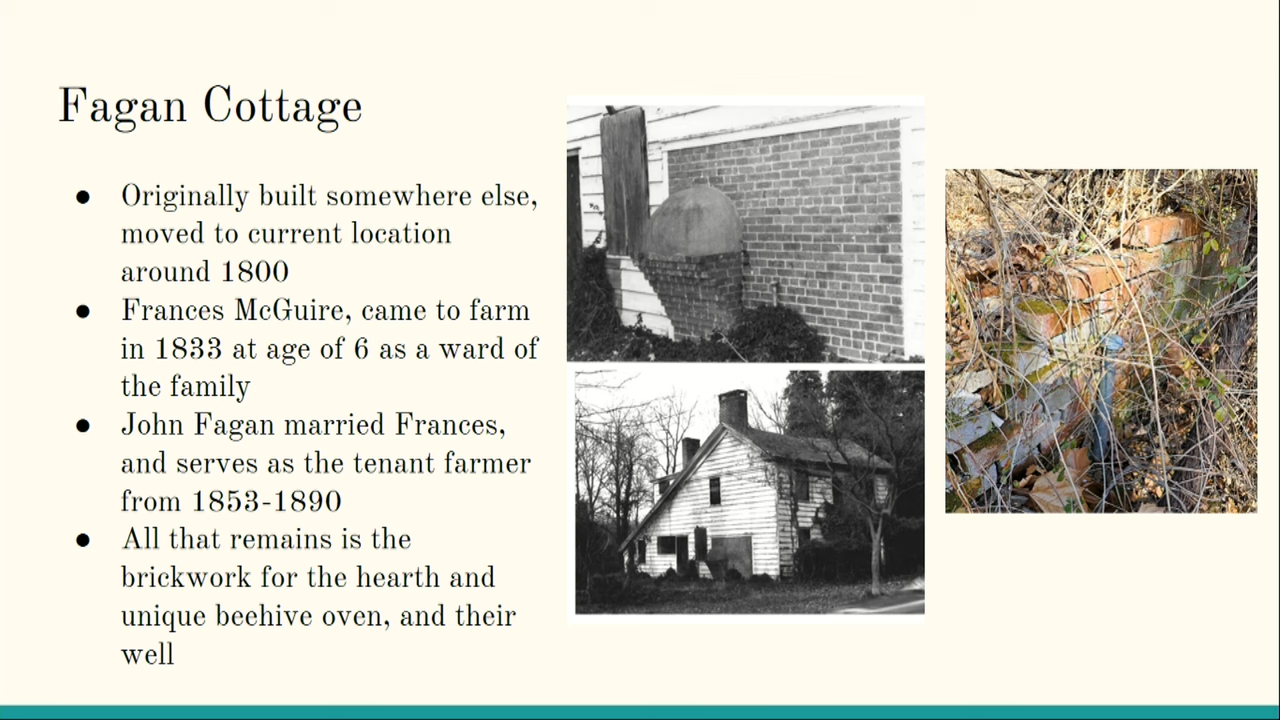 Fagan Cottage
● Originally built somewhere else,
moved to current location
around 1800
● Frances McGuire, came to farm
in 1833 at age of 6 as a ward of
the family
● John Fagan married Frances,
and serves as the tenant farmer
from 1853-1890
● All that remains is the
brickwork for the hearth and
unique beehive oven, and their
well